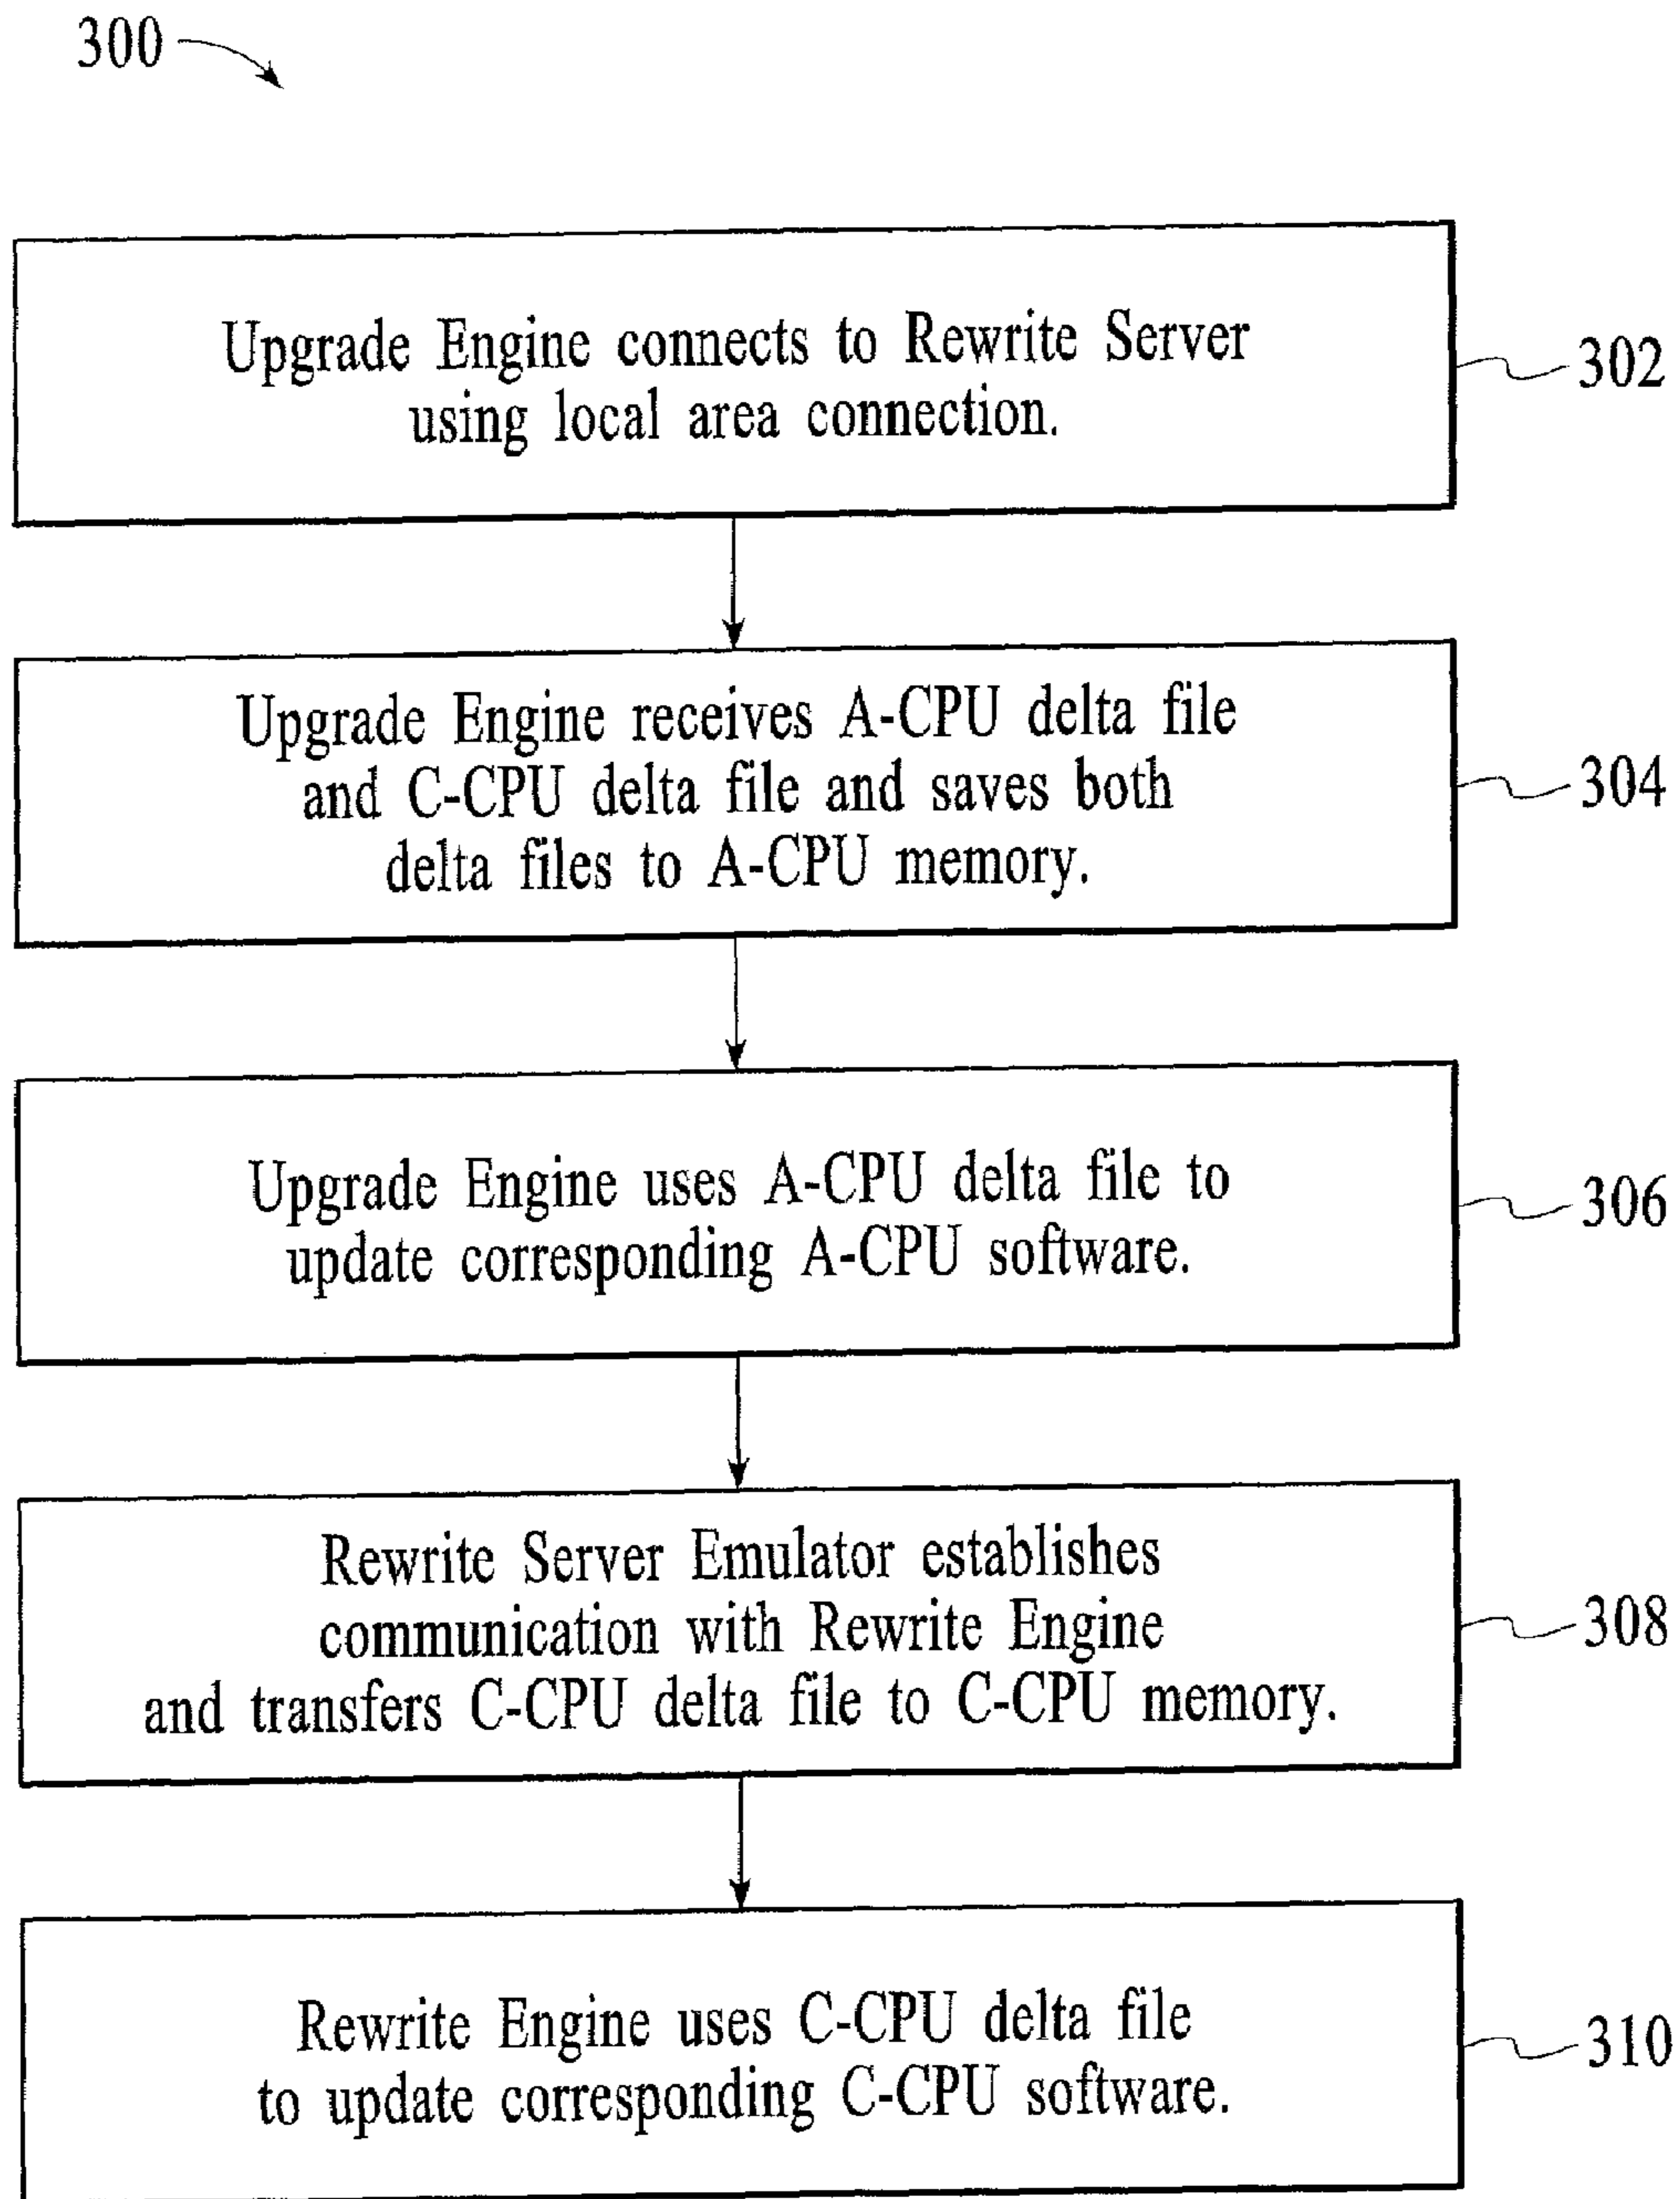 300
Upgrade Engine connects to Rewrite Server
using local area connection.
302
Upgrade Engine receives A-CPU delta file
and C-CPU delta file and saves both
delta files to A-CPU memory.
304
Upgrade Engine uses A-CPU delta file to
update corresponding A-CPU software.
306
Rewrite Server Emulator establishes
communication with Rewrite Engine
and transfers C-CPU delta file to C-CPU memory.
308
Rewrite Engine uses C-CPU delta file
to update corresponding C-CPU software.
310